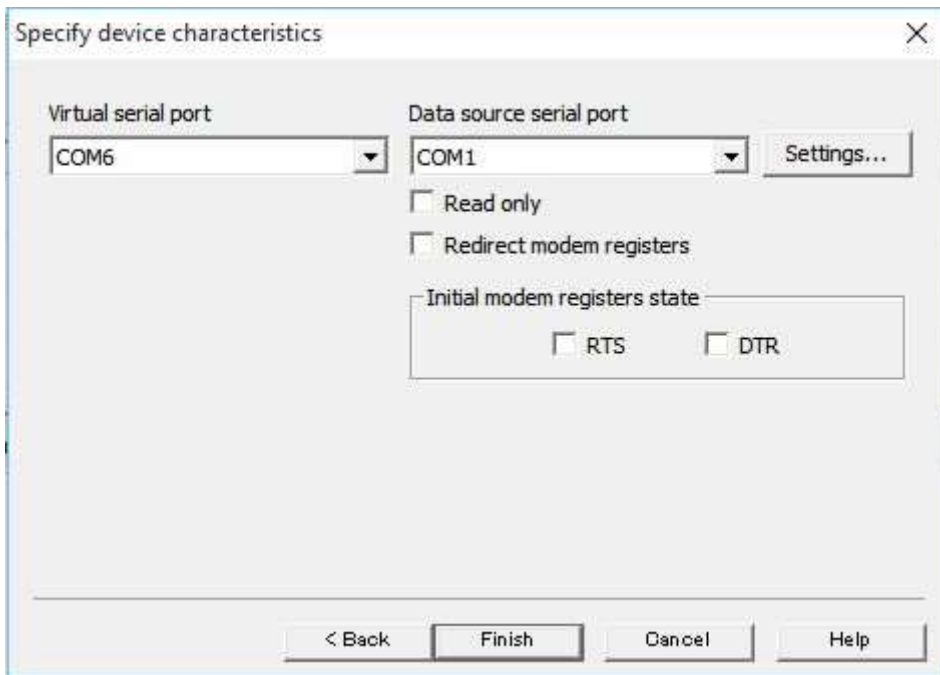 Specify device characteristics
Virtual serial port
Data source serial port
COM6
COM1
Settings...
Read only
Redirect modem registers
Initial modem registers state
RTS
DTR
< Back
Finish
Cancel
Help